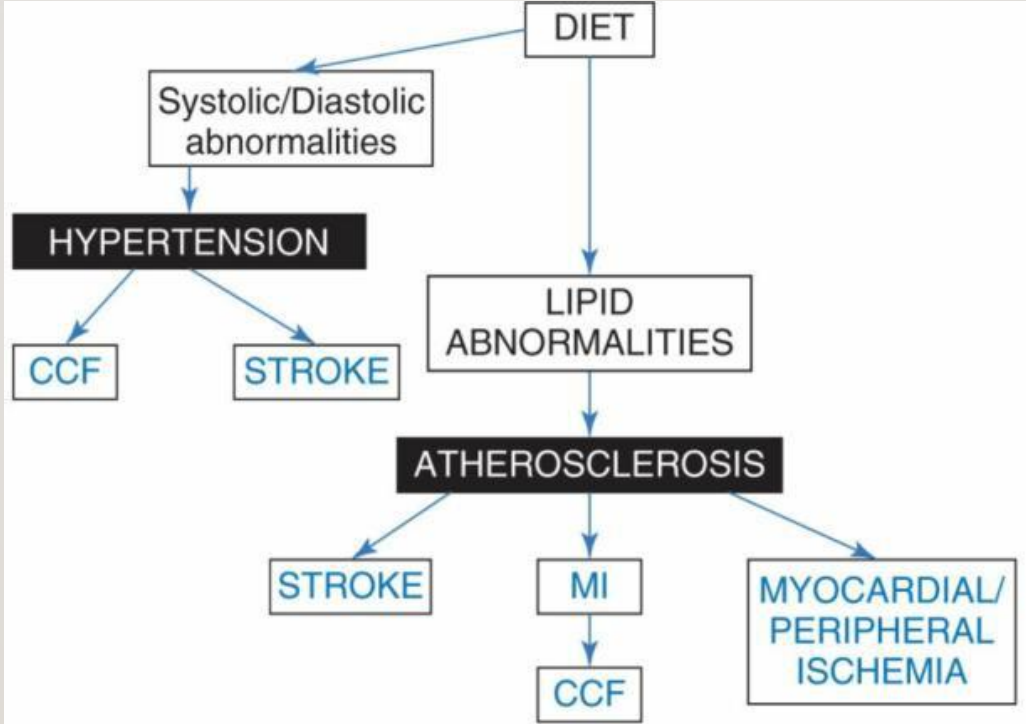 DIET
Systolic/Diastolic
abnormalities
HYPERTENSION
CCF
STROKE
LIPID
ABNORMALITIES
ATHEROSCLEROSIS
STROKE
MI
MYOCARDIAL/
PERIPHERAL
ISCHEMIA
CCF